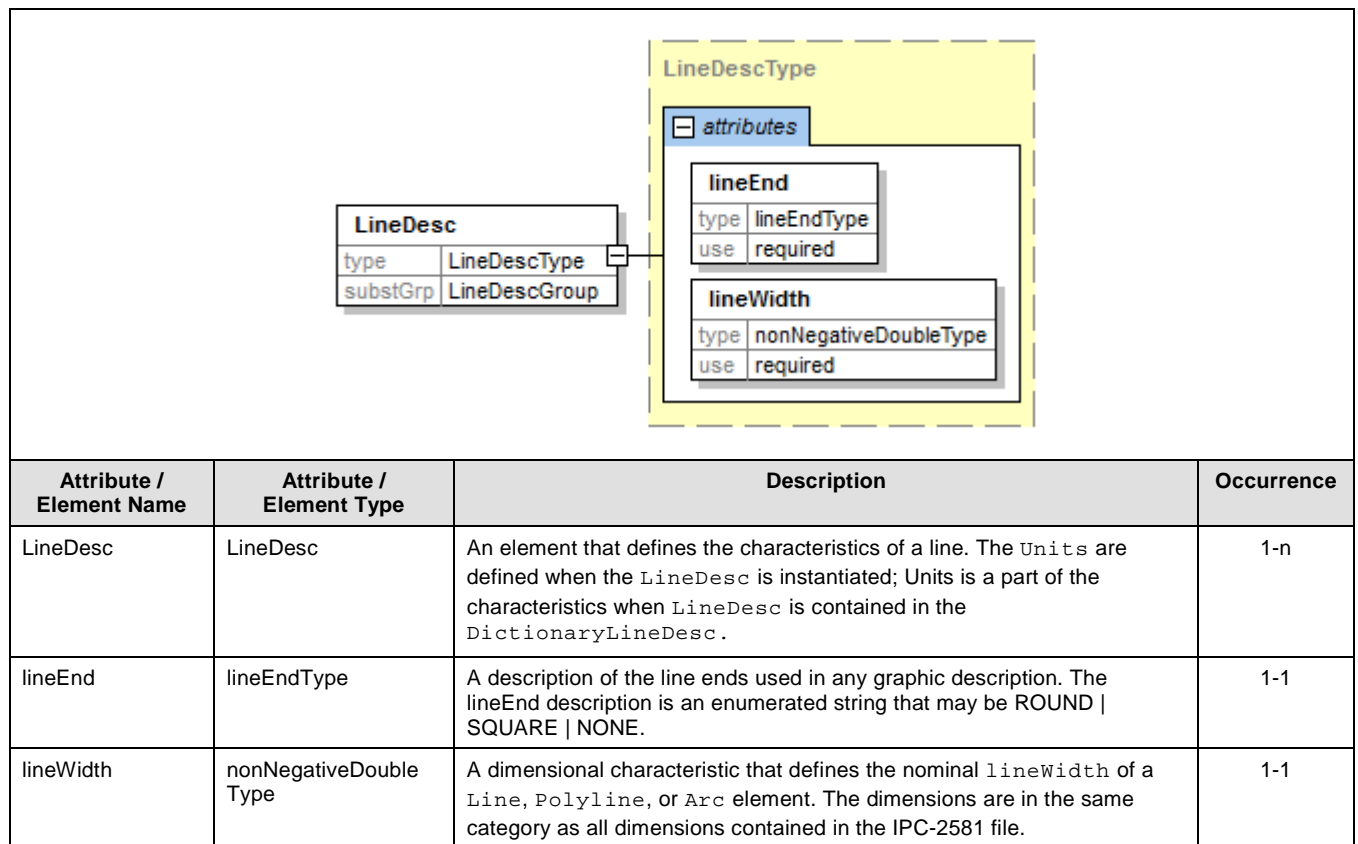 LineDescType
attributes
lineEnd
type lineEndType
use required
LineDesc
type LineDescType
substGrp LineDescGroup
lineWidth
type nonNegativeDoubleType
use required
Attribute /
Element Name
Attribute /
Element Type
Description
Occurrence
LineDesc
LineDesc
An element that defines the characteristics of a line. The Units are
defined when the LineDesc is instantiated; Units is a part of the
characteristics when LineDesc is contained in the
DictionaryLineDesc.
1-n
lineEnd
lineEndType
A description of the line ends used in any graphic description. The
lineEnd description is an enumerated string that may be ROUND |
SQUARE | NONE.
1-1
lineWidth
nonNegativeDouble
Type
A dimensional characteristic that defines the nominal lineWidth of a
Line, Polyline, or Arc element. The dimensions are in the same
category as all dimensions contained in the IPC-2581 file.
1-1